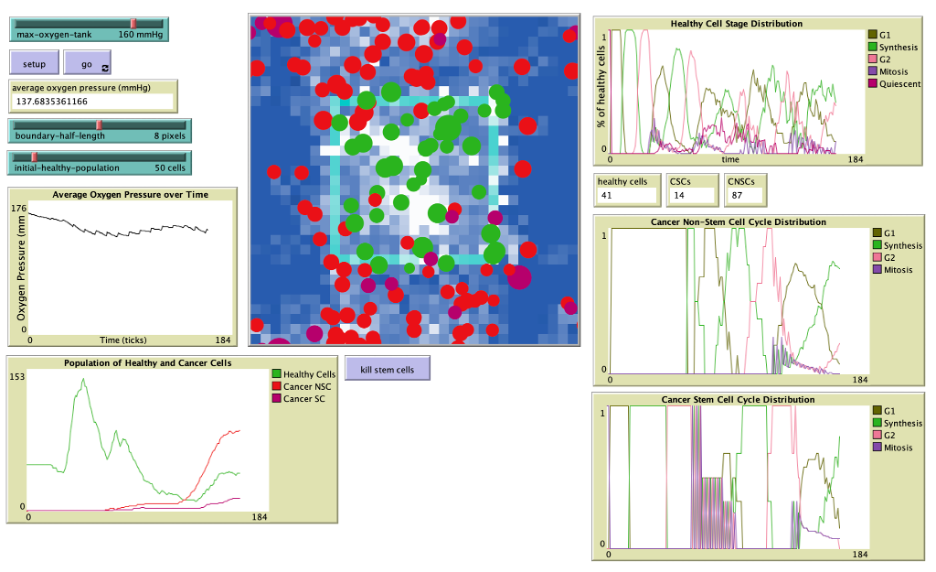 max-oxygen-tank 160 mmHg
setup
go
average oxygen pressure (mmHg)
137.6835361166
boundary-half-length 8 pixels
initial-healthy-population 50 cells
Average Oxygen Pressure over Time
176
Oxygen Pressure (mm
0
0 Time (ticks) 184
Population of Healthy and Cancer Cells
153
Healthy Cells
Cancer NSC
Cancer SC
0
0 184
kill stem cells
Healthy Cell Stage Distribution
1
% of healthy cells
G1
Synthesis
G2
Mitosis
Quiescent
0
0 time 184
healthy cells
41
CSCs
14
CNSCs
87
Cancer Non-Stem Cell Cycle Distribution
1
G1
Synthesis
G2
Mitosis
0
0 184
Cancer Stem Cell Cycle Distribution
1
G1
Synthesis
G2
Mitosis
0
0 184